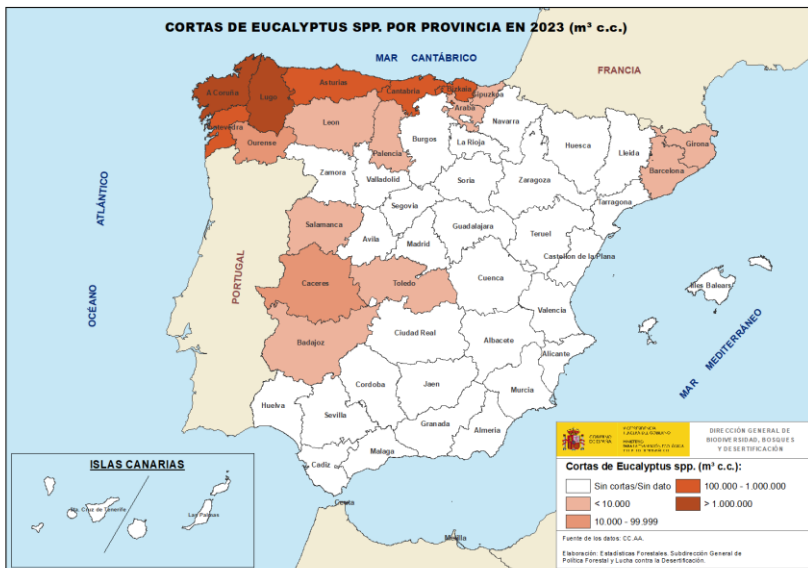 CORTAS DE EUCALYPTUS SPP. POR PROVINCIA EN 2023 (m³ c.c.)
MAR CANTÁBRICO
FRANCIA
A Coruña
Lugo
Asturias
Cantabria
Bizkaia
Gipuzkoa
Araba
Navarra
Pontevedra
Ourense
Leon
Palencia
Burgos
La Rioja
Huesca
Lleida
Girona
Barcelona
Zamora
Valladolid
Soria
Zaragoza
Tarragona
Segovia
Salamanca
Avila
Madrid
Guadalajara
Teruel
Castellon de la Plana
OCÉANO ATLÁNTICO
PORTUGAL
Caceres
Toledo
Cuenca
Valencia
Illes Balears
MAR MEDITERRÁNEO
Badajoz
Ciudad Real
Albacete
Alicante
Cordoba
Jaen
Murcia
Huelva
Sevilla
Granada
Almeria
Malaga
Cadiz
Ceuta
Melilla
ISLAS CANARIAS
Sta. Cruz de Tenerife
Las Palmas
GOBIERNO
DE ESPAÑA
DIRECCIÓN GENERAL DE
BIODIVERSIDAD, BOSQUES
Y DESERTIFICACIÓN
Cortas de Eucalyptus spp. (m³ c.c.):
Sin cortas/Sin dato
< 10.000
10.000 - 99.999
100.000 - 1.000.000
> 1.000.000
Fuente de los datos: CC.AA.
Elaboración: Estadísticas Forestales. Subdirección General de
Política Forestal y Lucha contra la Desertificación.